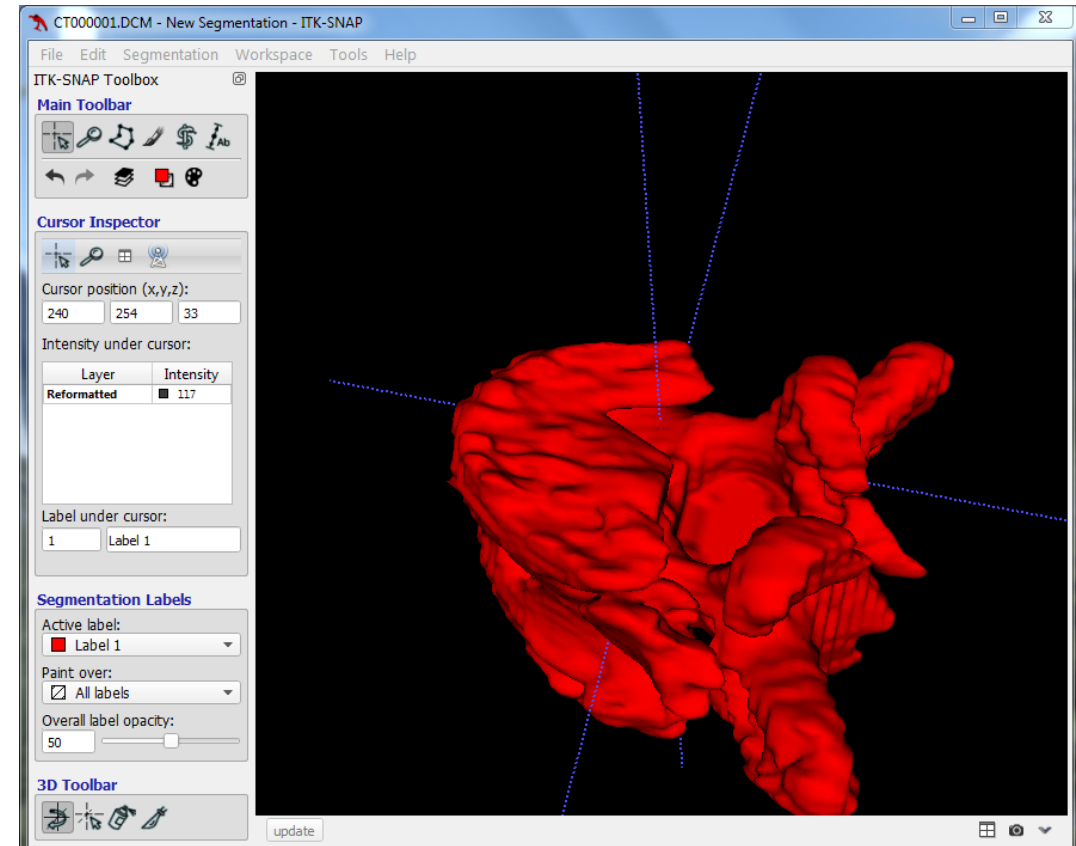 CT000001.DCM - New Segmentation - ITK-SNAP
File Edit Segmentation Workspace Tools Help
ITK-SNAP Toolbox
Main Toolbar
Ab
Cursor Inspector
Cursor position (x,y,z):
240 254 33
Intensity under cursor:
Layer Intensity
Reformatted 117
Label under cursor:
1 Label 1
Segmentation Labels
Active label:
Label 1
Paint over:
All labels
Overall label opacity:
50
3D Toolbar
update